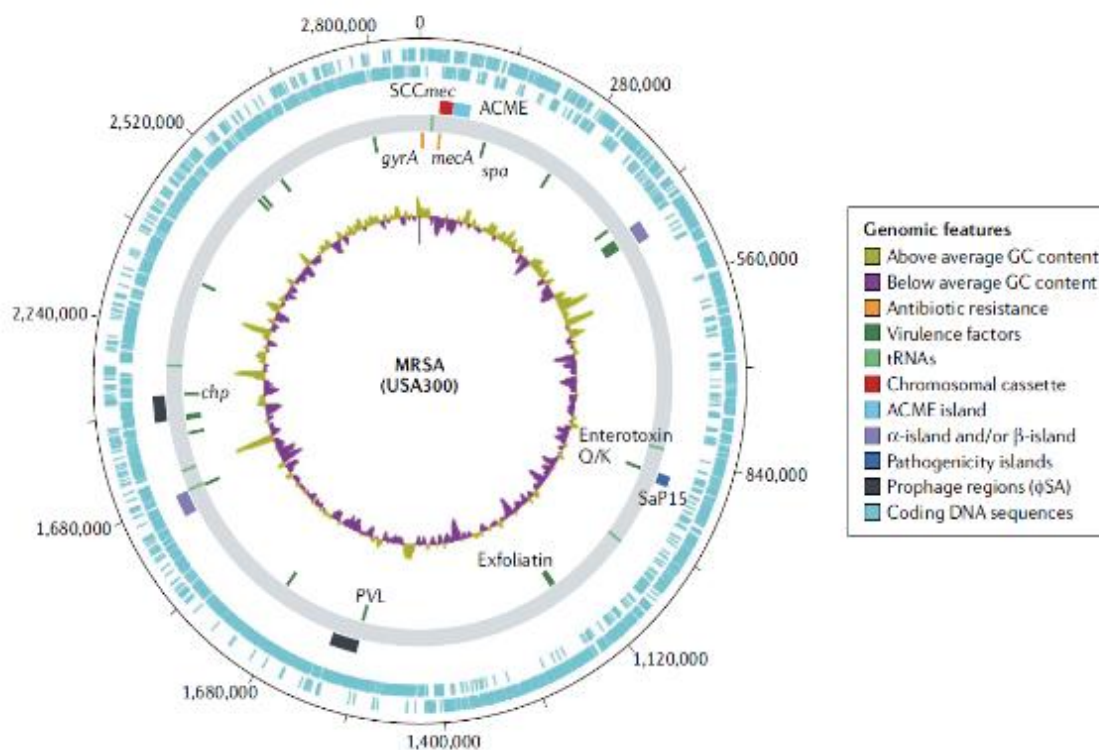 0
280,000
560,000
840,000
1,120,000
1,400,000
1,680,000
1,680,000
2,240,000
2,520,000
2,800,000
SCCmec
ACME
gyrA
mecA
spa
MRSA
(USA300)
chp
Enterotoxin
Q/K
SaP15
Exfoliatin
PVL
Genomic features
Above average GC content
Below average GC content
Antibiotic resistance
Virulence factors
tRNAs
Chromosomal cassette
ACME island
α-island and/or β-island
Pathogenicity islands
Prophage regions (ϕSA)
Coding DNA sequences